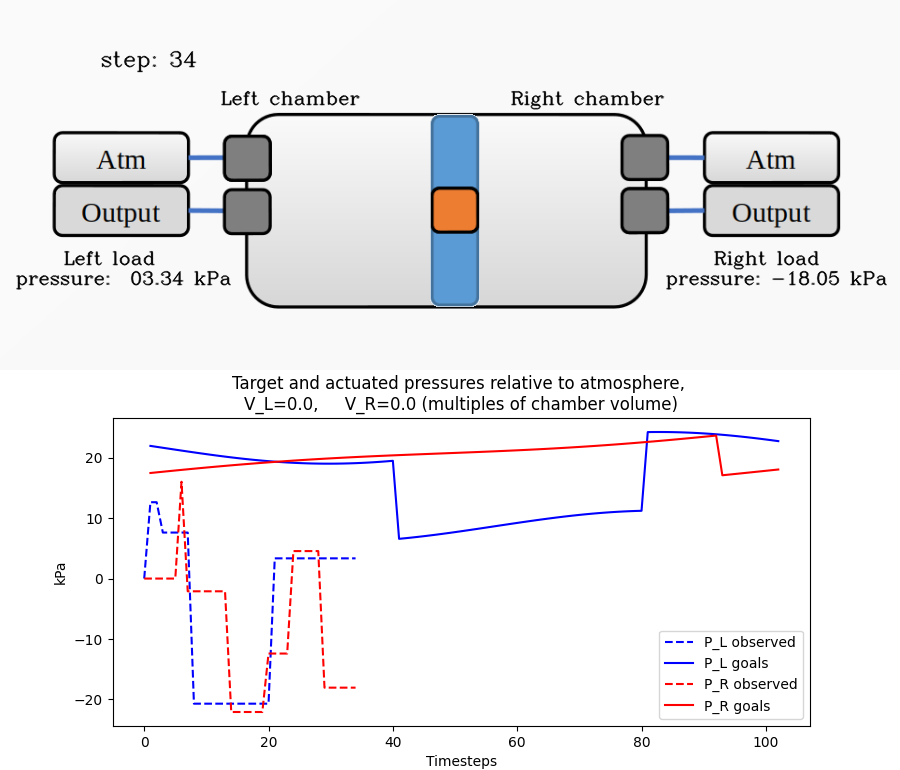 step: 34
Left chamber
Right chamber
Atm
Atm
Output
Output
Left load
pressure: 03.34 kPa
Right load
pressure: −18.05 kPa
Target and actuated pressures relative to atmosphere,
V_L=0.0, V_R=0.0 (multiples of chamber volume)
kPa
20
10
0
−10
−20
P_L observed
P_L goals
P_R observed
P_R goals
0 20 40 60 80 100
Timesteps